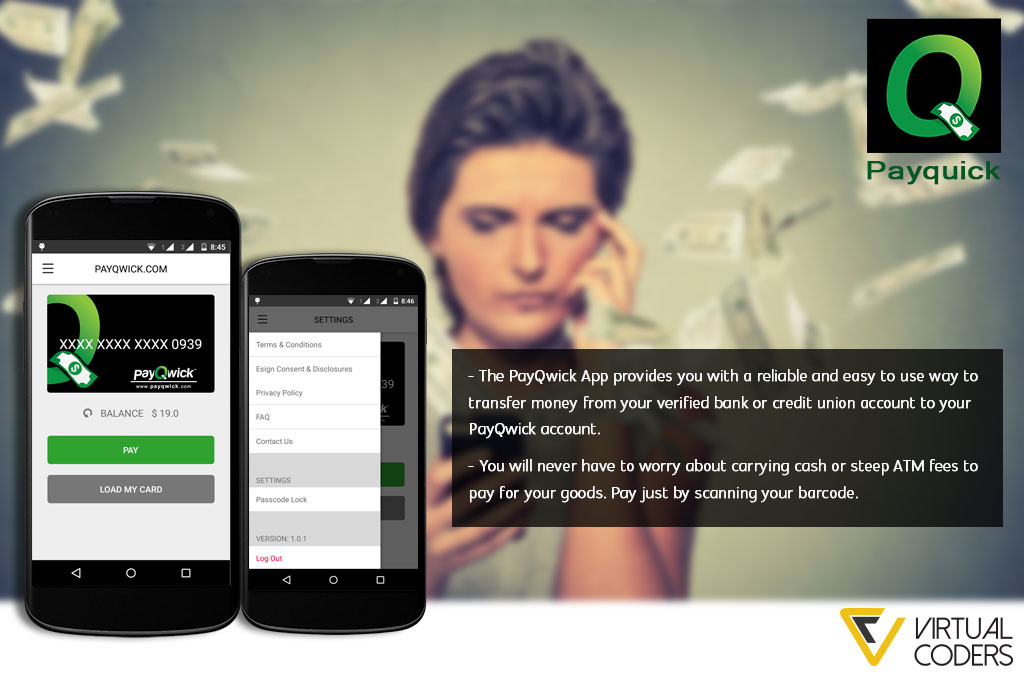 Payquick
8:45
PAYQWICK.COM
XXXX XXXX XXXX 0939
payQwick
www.payqwick.com
BALANCE $ 19.0
PAY
LOAD MY CARD
8:46
SETTINGS
Terms & Conditions
Esign Consent & Disclosures
Privacy Policy
FAQ
Contact Us
SETTINGS
Passcode Lock
VERSION: 1.0.1
Log Out
39
- The PayQwick App provides you with a reliable and easy to use way to
transfer money from your verified bank or credit union account to your
PayQwick account.
- You will never have to worry about carrying cash or steep ATM fees to
pay for your goods. Pay just by scanning your barcode.
VIRTUAL
CODERS